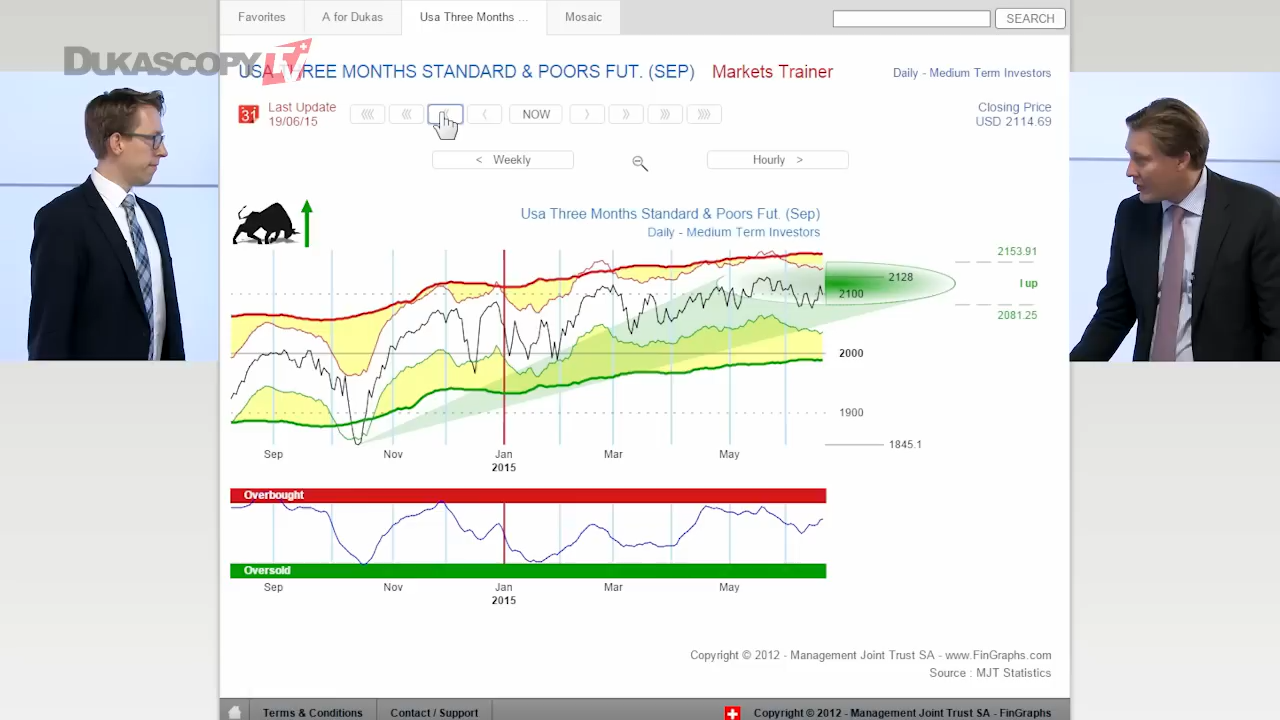 Favorites
A for Dukas
Usa Three Months ...
Mosaic
SEARCH
DUKASCOPY TV
USA THREE MONTHS STANDARD & POORS FUT. (SEP)
Markets Trainer
Daily - Medium Term Investors
31
Last Update
19/06/15
NOW
Closing Price
USD 2114.69
< Weekly
Hourly >
Usa Three Months Standard & Poors Fut. (Sep)
Daily - Medium Term Investors
2153.91
2128
2100
I up
2081.25
2000
1900
1845.1
Sep
Nov
Jan
Mar
May
2015
Overbought
Oversold
Sep
Nov
Jan
Mar
May
2015
Copyright © 2012 - Management Joint Trust SA - www.FinGraphs.com
Source : MJT Statistics
Terms & Conditions
Contact / Support
Copyright © 2012 - Management Joint Trust SA - FinGraphs